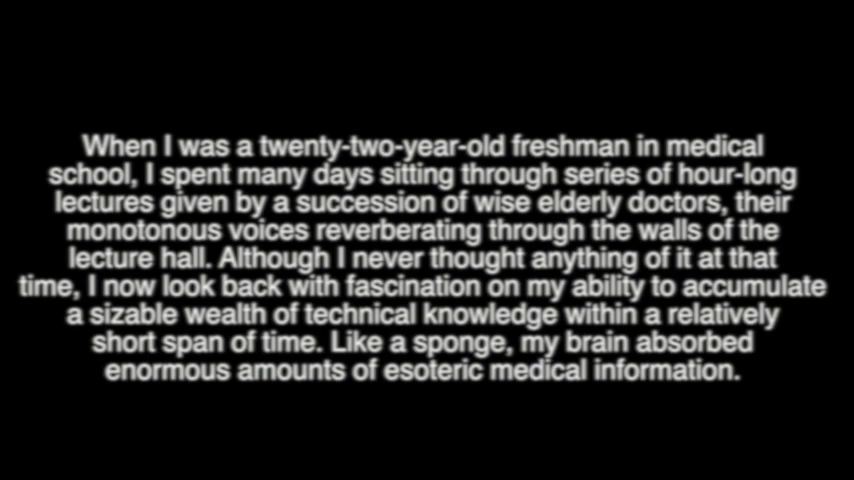 When I was a twenty-two-year-old freshman in medical
school, I spent many days sitting through series of hour-long
lectures given by a succession of wise elderly doctors, their
monotonous voices reverberating through the walls of the
lecture hall. Although I never thought anything of it at that
time, I now look back with fascination on my ability to accumulate
a sizable wealth of technical knowledge within a relatively
short span of time. Like a sponge, my brain absorbed
enormous amounts of esoteric medical information.